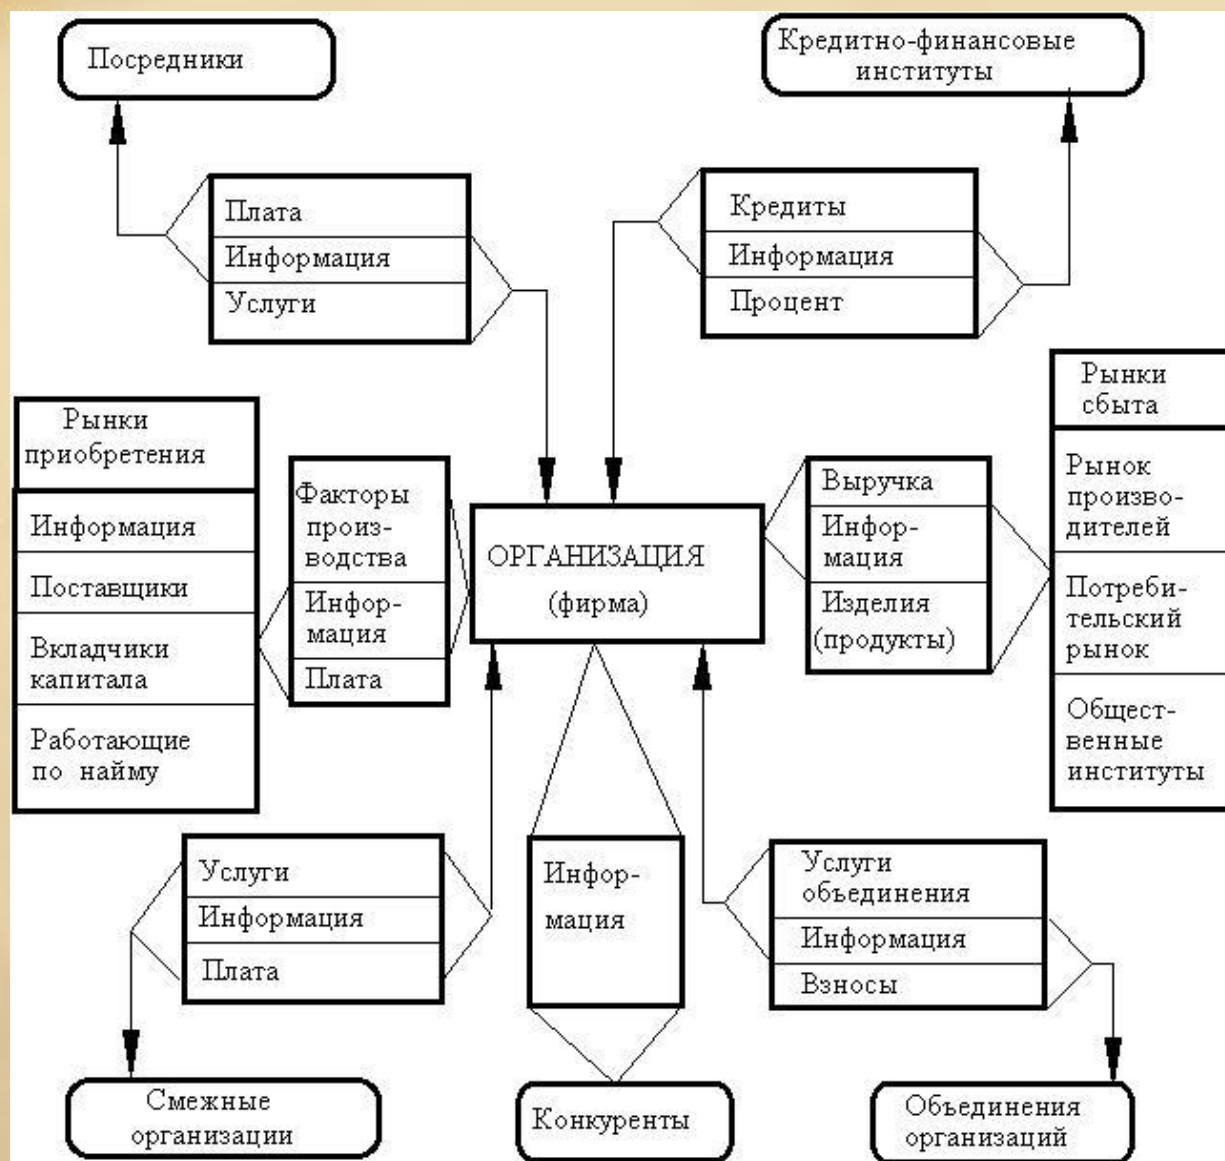 Посредники
Кредитно-финансовые
институты
Плата
Информация
Услуги
Кредиты
Информация
Процент
Рынки
приобретения
Информация
Поставщики
Вкладчики
капитала
Работающие
по найму
Факторы
произ-
водства
Инфор-
мация
Плата
ОРГАНИЗАЦИЯ
(фирма)
Выручка
Инфор-
мация
Изделия
(продукты)
Рынки
сбыта
Рынок
произво-
дителей
Потреби-
тельский
рынок
Общест-
венные
институты
Услуги
Информация
Плата
Инфор-
мация
Услуги
объединения
Информация
Взносы
Смежные
организации
Конкуренты
Объединения
организаций